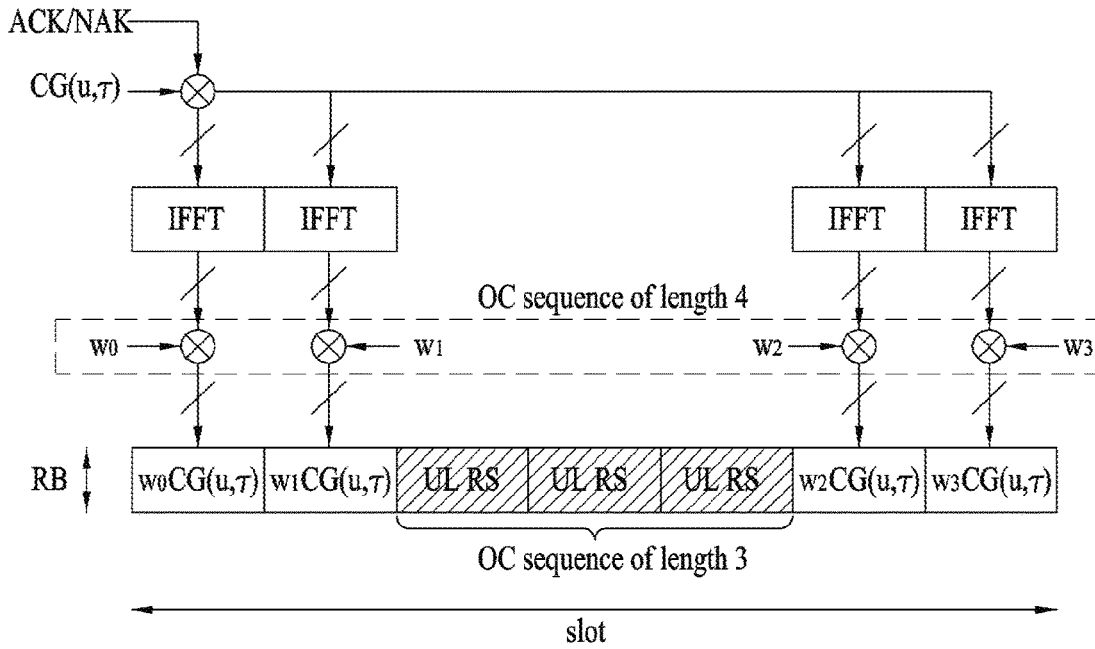 ACK/NAK
CG(u,τ)
IFFT IFFT IFFT IFFT
OC sequence of length 4
w0 w1 w2 w3
RB w0CG(u,τ) w1CG(u,τ) UL RS UL RS UL RS w2CG(u,τ) w3CG(u,τ)
OC sequence of length 3
slot